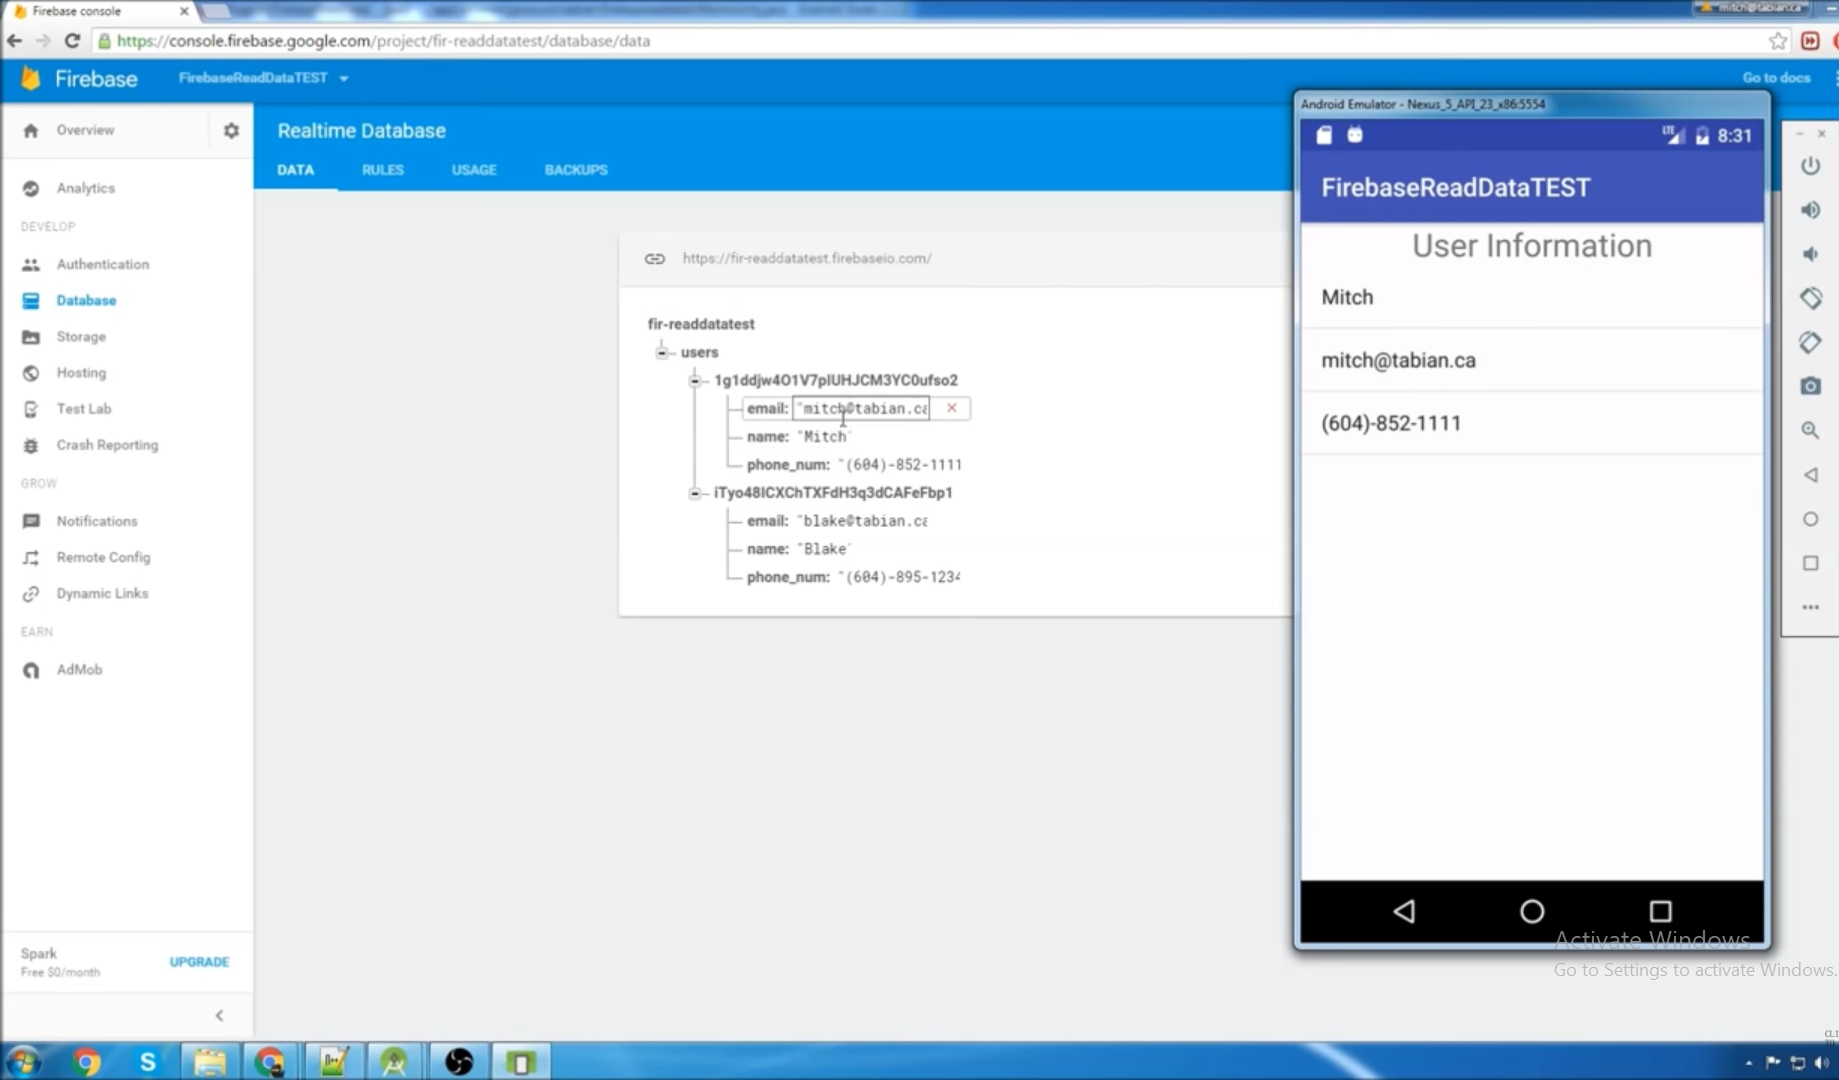 Firebase console
mitch@tabian.ca
https://console.firebase.google.com/project/fir-readdatatest/database/data
Firebase
FirebaseReadDataTEST
Go to docs
Overview
Analytics
DEVELOP
Authentication
Database
Storage
Hosting
Test Lab
Crash Reporting
GROW
Notifications
Remote Config
Dynamic Links
EARN
AdMob
Spark
Free $0/month
UPGRADE
Realtime Database
DATA RULES USAGE BACKUPS
https://fir-readdatatest.firebaseio.com/
fir-readdatatest
users
1g1ddjw4O1V7plUHJCM3YC0ufso2
email: "mitch@tabian.ca
name: "Mitch"
phone_num: "(604)-852-1111
iTyo48lCXChTXFdH3q3dCAFeFbp1
email: "blake@tabian.ca
name: "Blake"
phone_num: "(604)-895-1234
Android Emulator - Nexus_5_API_23_x86:5554
LTE 8:31
FirebaseReadDataTEST
User Information
Mitch
mitch@tabian.ca
(604)-852-1111
Activate Windows
Go to Settings to activate Windows.